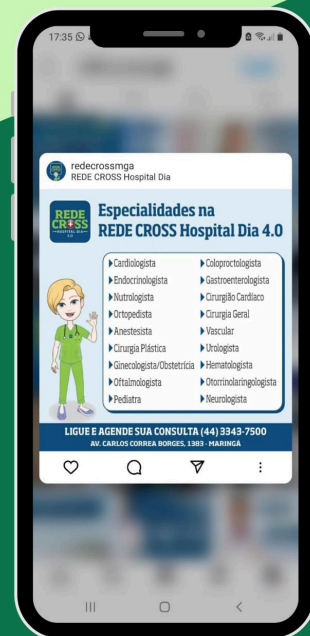 17:35
redecrossmga
REDE CROSS Hospital Dia
REDE
CROSS
HOSPITAL DIA
Especialidades na
REDE CROSS Hospital Dia 4.0
Cardiologista
Endocrinologista
Nutrologista
Ortopedista
Anestesista
Cirurgia Plástica
Ginecologista/Obstetrícia
Oftalmologista
Pediatra
Coloproctologista
Gastroenterologista
Cirurgião Cardíaco
Cirurgia Geral
Vascular
Urologista
Hematologista
Otorrinolaringologista
Neurologista
LIGUE E AGENDE SUA CONSULTA (44) 3343-7500
AV. CARLOS CORREA BORGES, 1383 - MARINGÁ